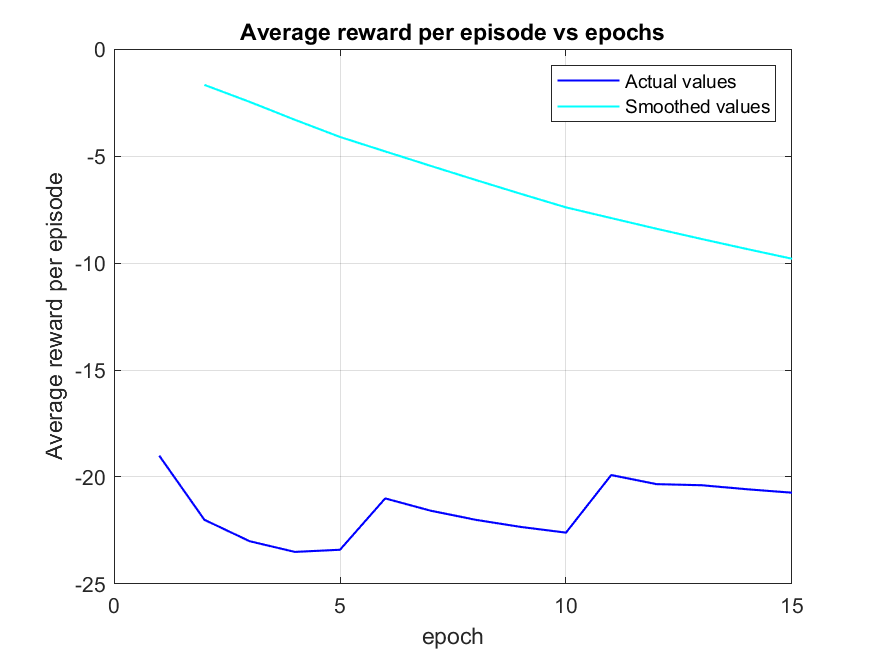 Average reward per episode vs epochs
Actual values
Smoothed values
Average reward per episode
0
-5
-10
-15
-20
-25
0 5 10 15
epoch